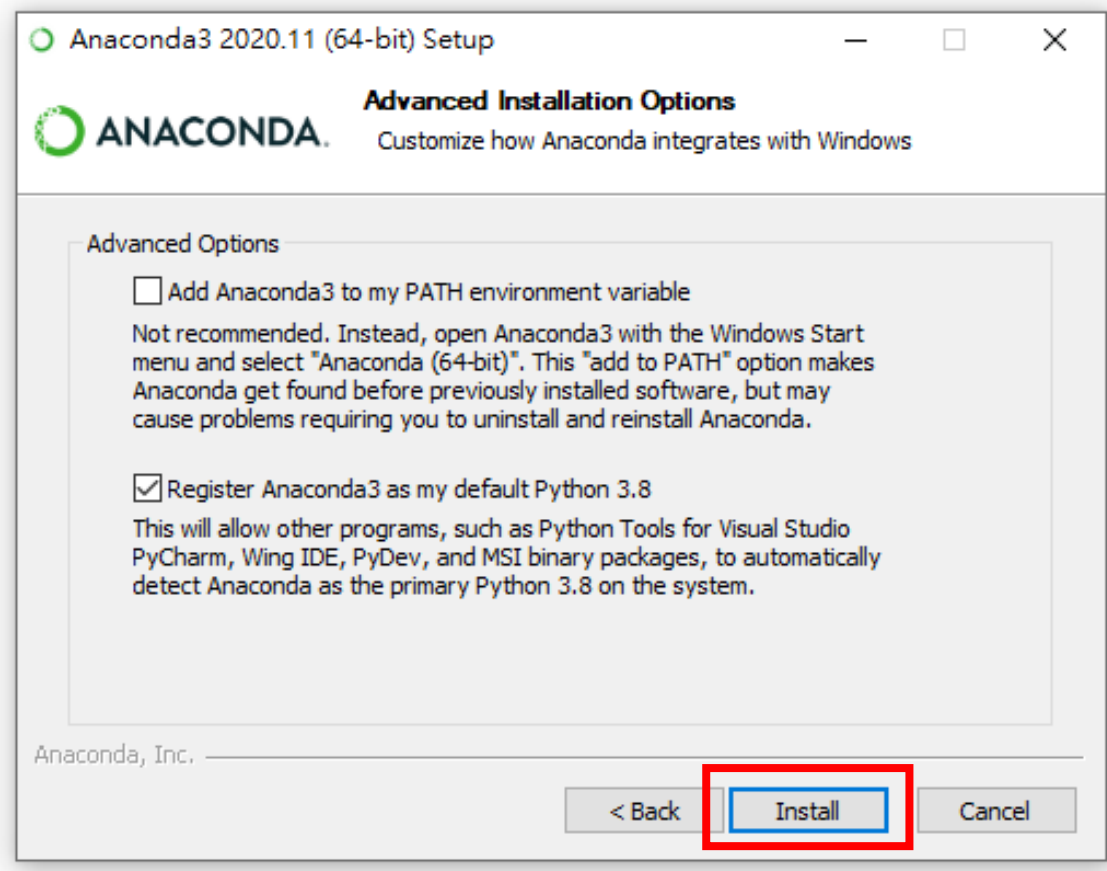 Anaconda3 2020.11 (64-bit) Setup
ANACONDA.
Advanced Installation Options
Customize how Anaconda integrates with Windows
Advanced Options
Add Anaconda3 to my PATH environment variable
Not recommended. Instead, open Anaconda3 with the Windows Start
menu and select "Anaconda (64-bit)". This "add to PATH" option makes
Anaconda get found before previously installed software, but may
cause problems requiring you to uninstall and reinstall Anaconda.
Register Anaconda3 as my default Python 3.8
This will allow other programs, such as Python Tools for Visual Studio
PyCharm, Wing IDE, PyDev, and MSI binary packages, to automatically
detect Anaconda as the primary Python 3.8 on the system.
Anaconda, Inc.
< Back
Install
Cancel